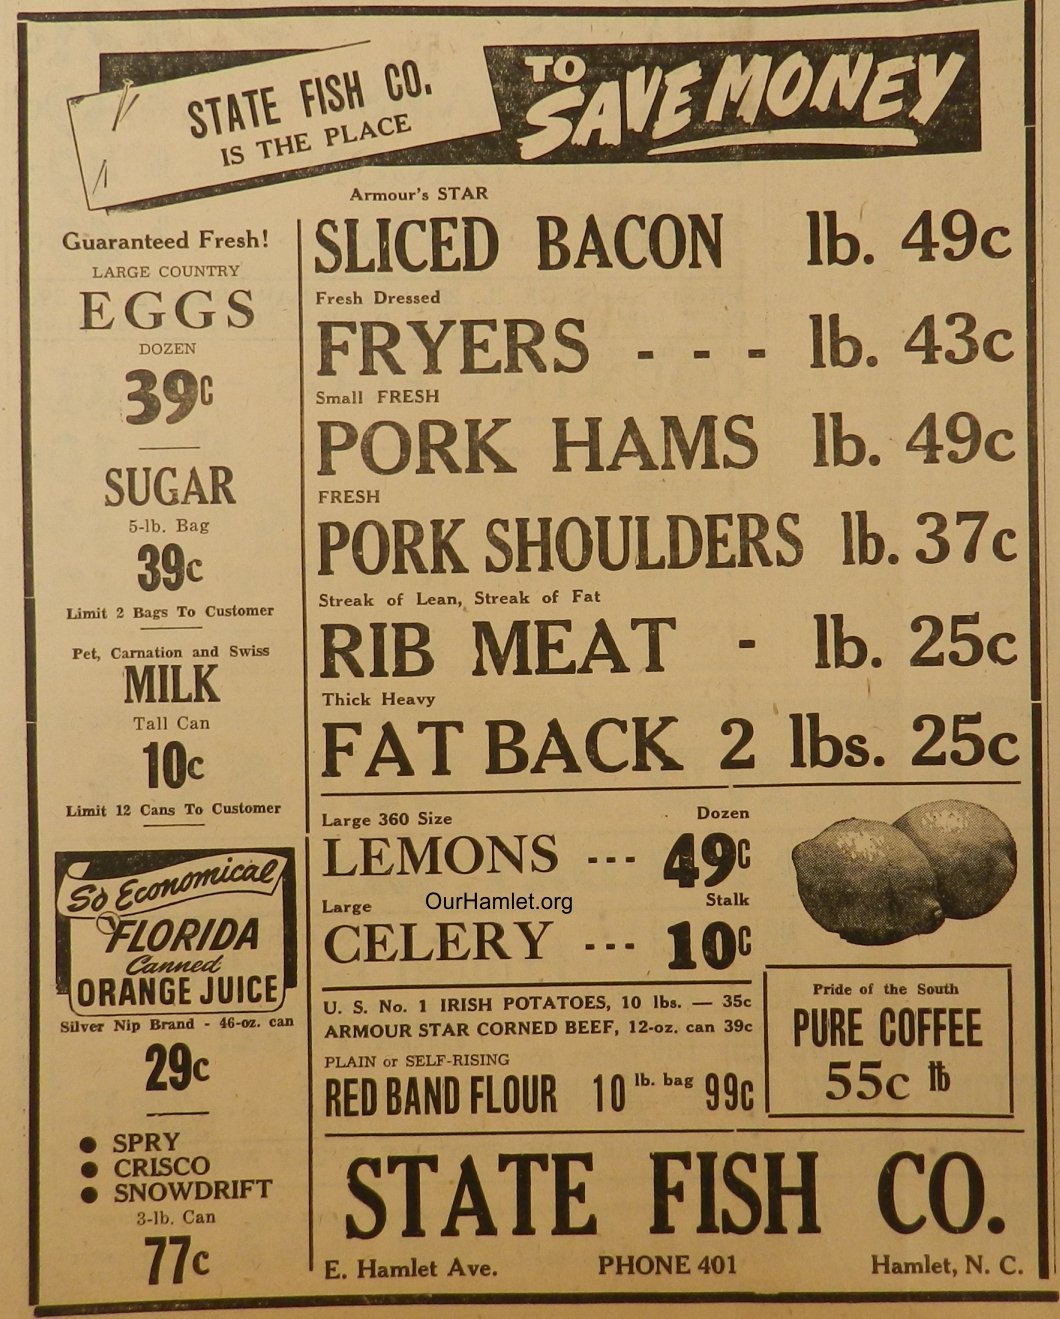 STATE FISH CO.
IS THE PLACE
TO
SAVE MONEY
Guaranteed Fresh!
LARGE COUNTRY
EGGS
DOZEN
39c
SUGAR
5-lb. Bag
39c
Limit 2 Bags To Customer
Pet, Carnation and Swiss
MILK
Tall Can
10c
Limit 12 Cans To Customer
So Economical
FLORIDA
Canned
ORANGE JUICE
Silver Nip Brand - 46-oz. can
29c
● SPRY
● CRISCO
● SNOWDRIFT
3-lb. Can
77c
Armour's STAR
SLICED BACON lb. 49c
Fresh Dressed
FRYERS - - - lb. 43c
Small FRESH
PORK HAMS lb. 49c
FRESH
PORK SHOULDERS lb. 37c
Streak of Lean, Streak of Fat
RIB MEAT - lb. 25c
Thick Heavy
FAT BACK 2 lbs. 25c
Large 360 Size Dozen
LEMONS --- 49c
OurHamlet.org
Large Stalk
CELERY --- 10c
U. S. No. 1 IRISH POTATOES, 10 lbs. — 35c
ARMOUR STAR CORNED BEEF, 12-oz. can 39c
PLAIN or SELF-RISING
RED BAND FLOUR 10 lb. bag 99c
Pride of the South
PURE COFFEE
55c lb
STATE FISH CO.
E. Hamlet Ave. PHONE 401 Hamlet, N. C.